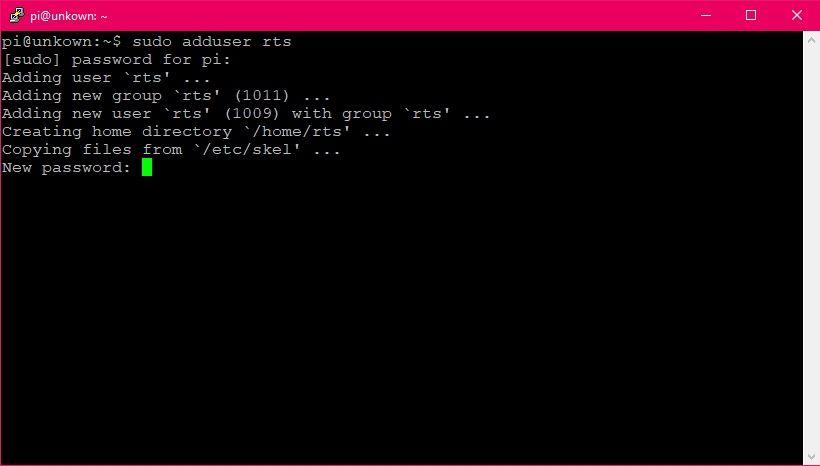 pi@unkown: ~
pi@unkown:~$ sudo adduser rts
[sudo] password for pi:
Adding user `rts' ...
Adding new group `rts' (1011) ...
Adding new user `rts' (1009) with group `rts' ...
Creating home directory `/home/rts' ...
Copying files from `/etc/skel' ...
New password: